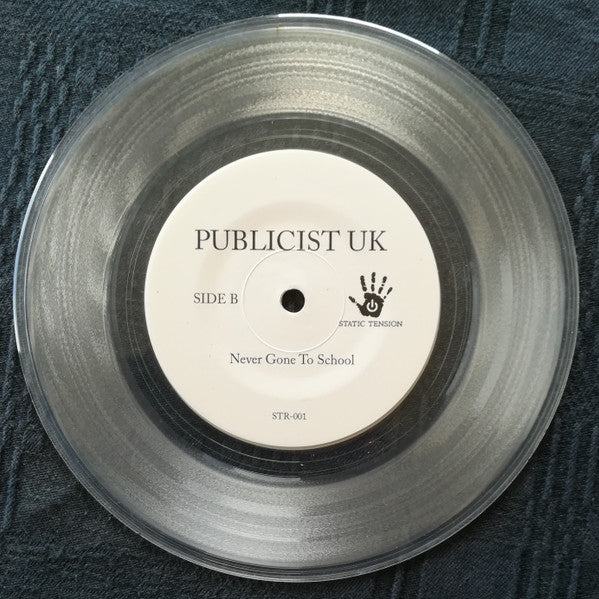 PUBLICIST UK
SIDE B
STATIC TENSION
Never Gone To School
STR-001